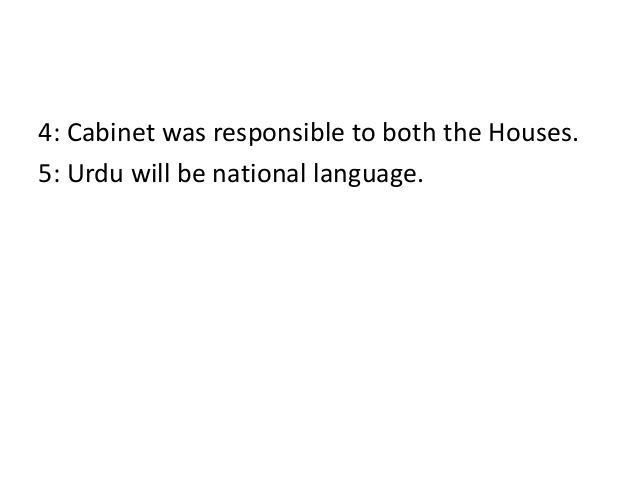 4: Cabinet was responsible to both the Houses.
5: Urdu will be national language.